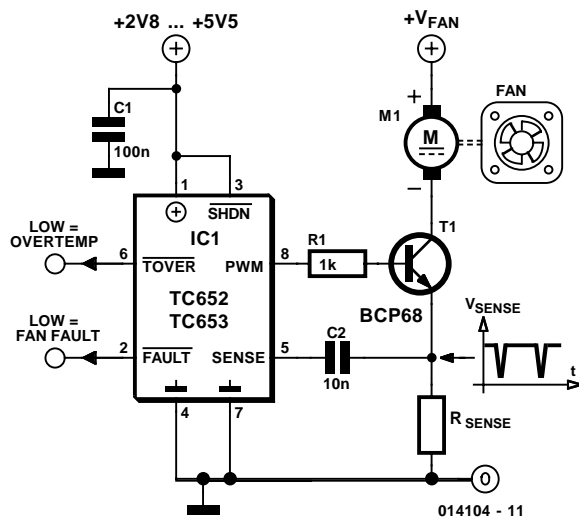 +2V8 ... +5V5
+VFAN
C1
100n
M1
+
M
−
FAN
1
3
SHDN
LOW =
OVERTEMP
6
TOVER
IC1
PWM
8
R1
1k
T1
TC652
TC653
BCP68
LOW =
FAN FAULT
2
FAULT
SENSE
5
C2
10n
VSENSE
t
4
7
RSENSE
0
014104 - 11